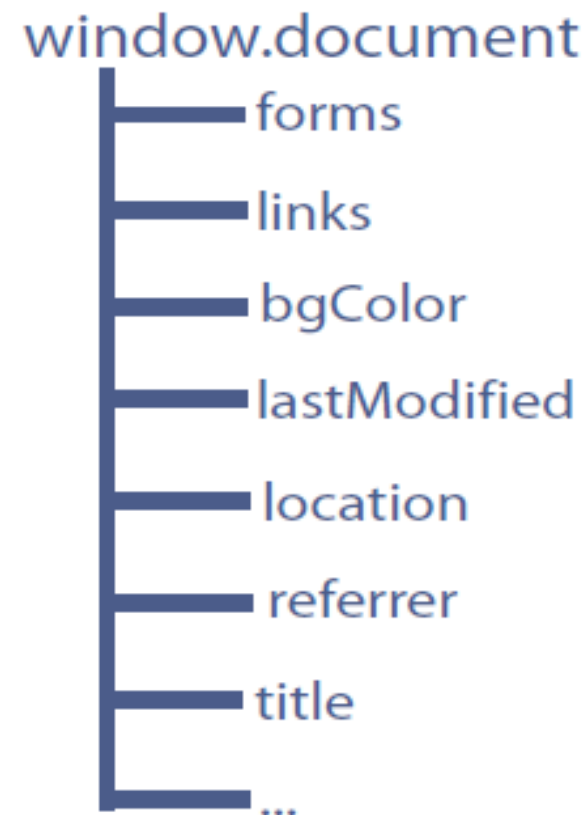 window.document
forms
links
bgColor
lastModified
location
referrer
title
...